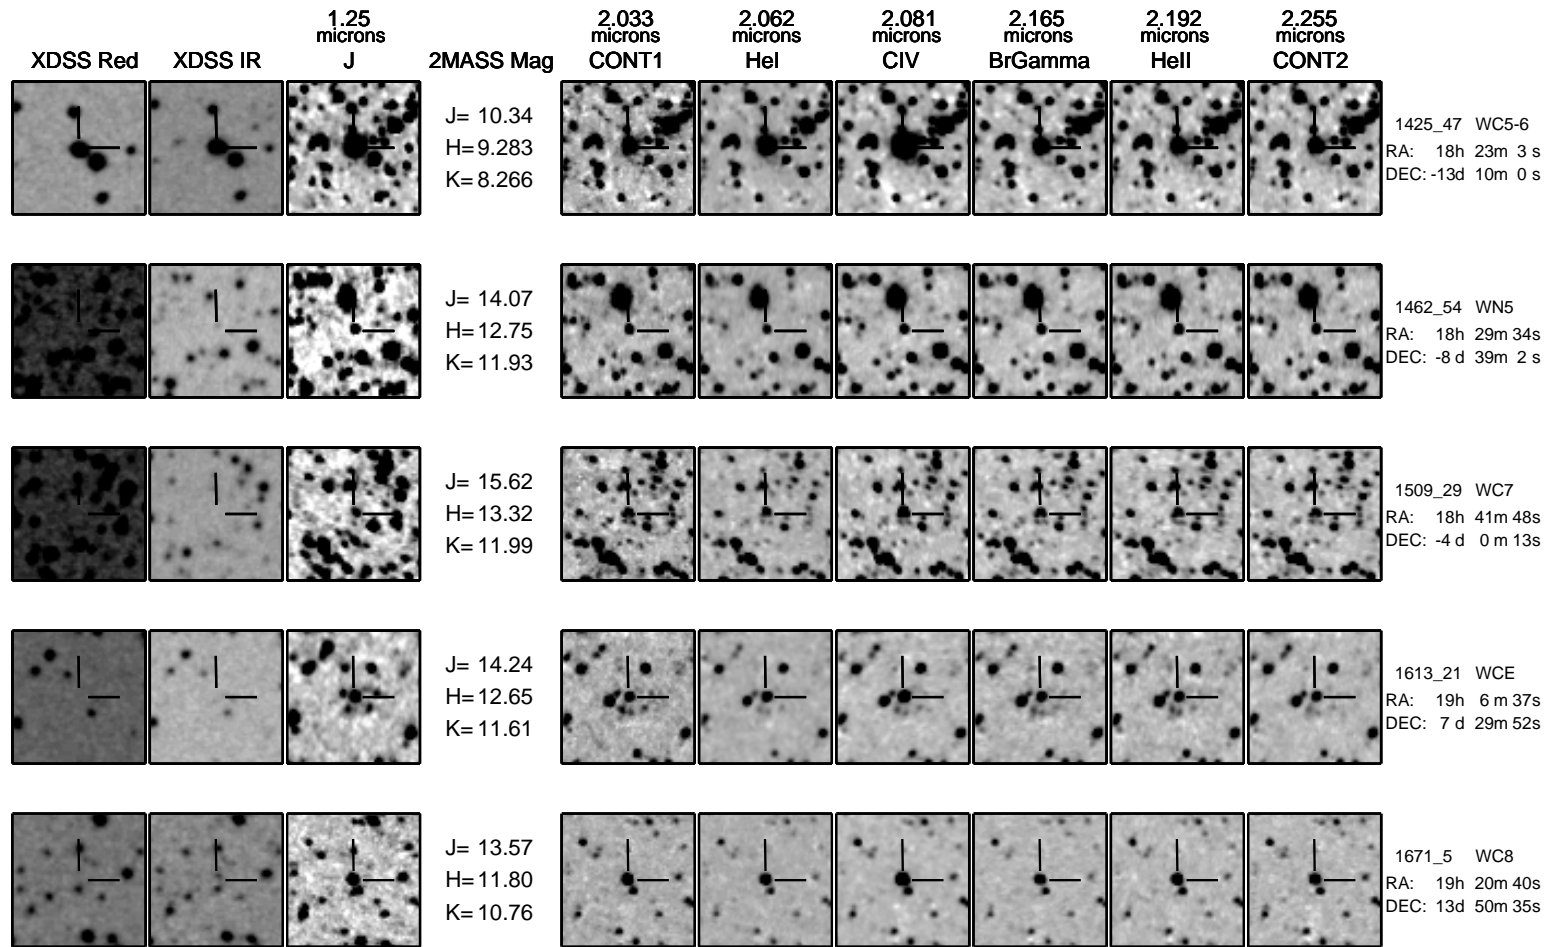 1.25 2.033 2.062 2.081 2.165 2.192 2.255
microns microns microns microns microns microns microns
XDSS Red XDSS IR J 2MASS Mag CONT1 HeI CIV BrGamma HeII CONT2
J= 10.34
H= 9.283
K= 8.266
1425_47 WC5-6
RA: 18h 23m 3 s
DEC: -13d 10m 0 s
J= 14.07
H= 12.75
K= 11.93
1462_54 WN5
RA: 18h 29m 34s
DEC: -8 d 39m 2 s
J= 15.62
H= 13.32
K= 11.99
1509_29 WC7
RA: 18h 41m 48s
DEC: -4 d 0 m 13s
J= 14.24
H= 12.65
K= 11.61
1613_21 WCE
RA: 19h 6 m 37s
DEC: 7 d 29m 52s
J= 13.57
H= 11.80
K= 10.76
1671_5 WC8
RA: 19h 20m 40s
DEC: 13d 50m 35s